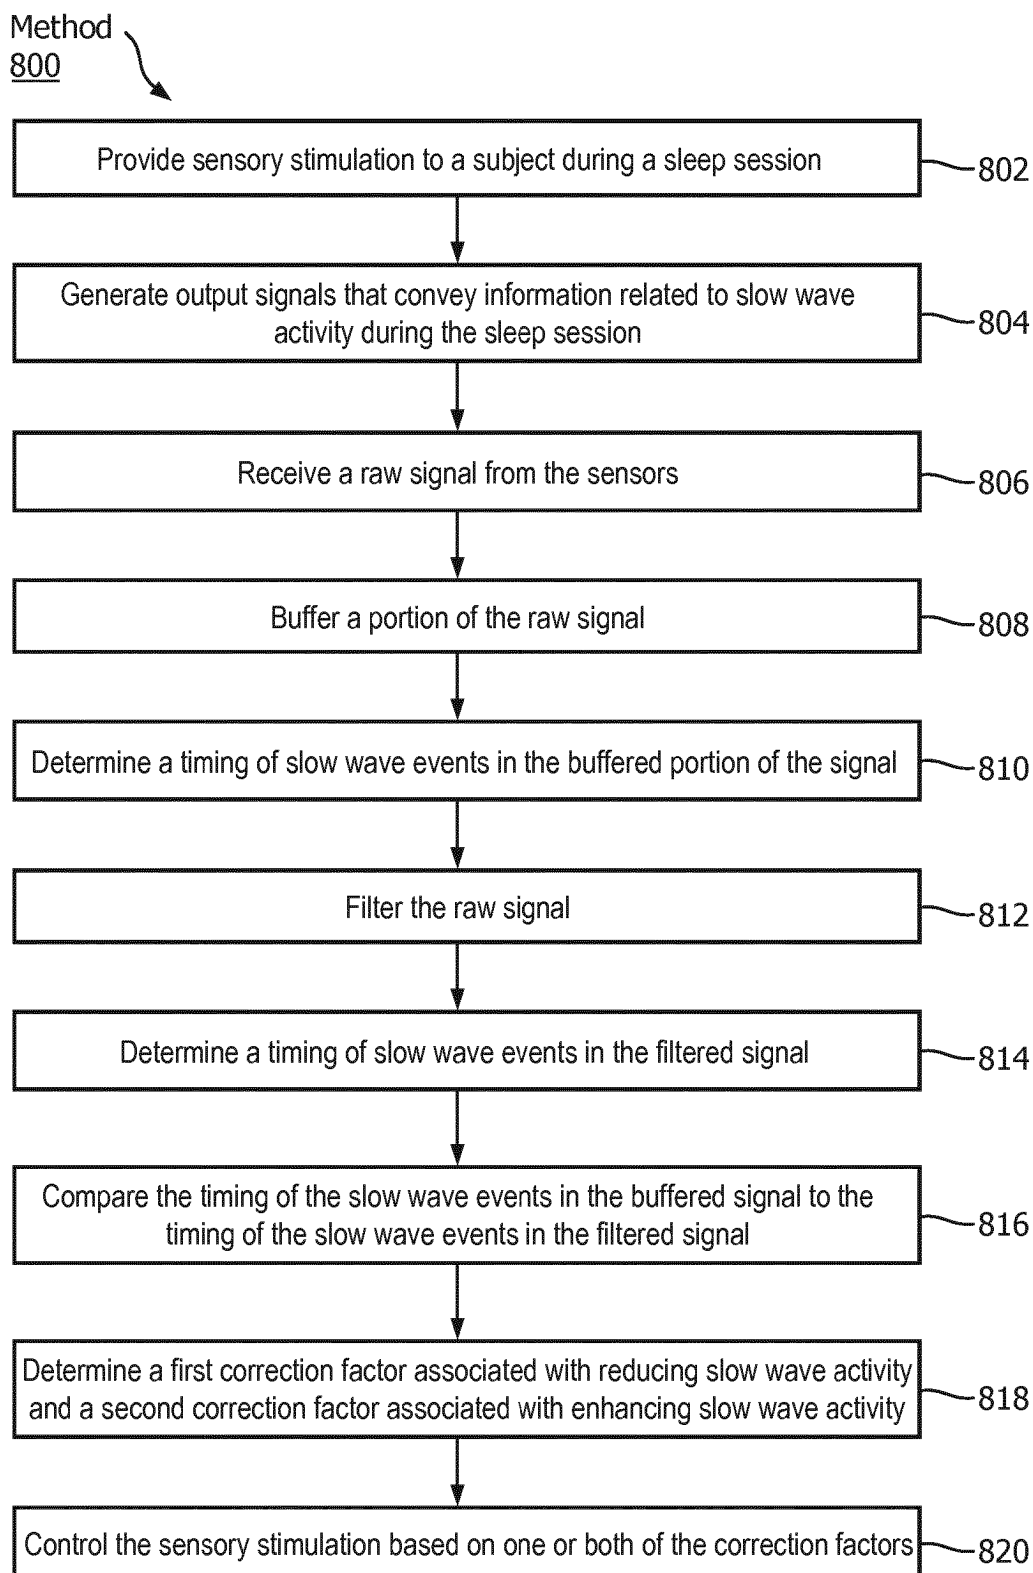 Method
800
Provide sensory stimulation to a subject during a sleep session
802
Generate output signals that convey information related to slow wave
activity during the sleep session
804
Receive a raw signal from the sensors
806
Buffer a portion of the raw signal
808
Determine a timing of slow wave events in the buffered portion of the signal
810
Filter the raw signal
812
Determine a timing of slow wave events in the filtered signal
814
Compare the timing of the slow wave events in the buffered signal to the
timing of the slow wave events in the filtered signal
816
Determine a first correction factor associated with reducing slow wave activity
and a second correction factor associated with enhancing slow wave activity
818
Control the sensory stimulation based on one or both of the correction factors
820